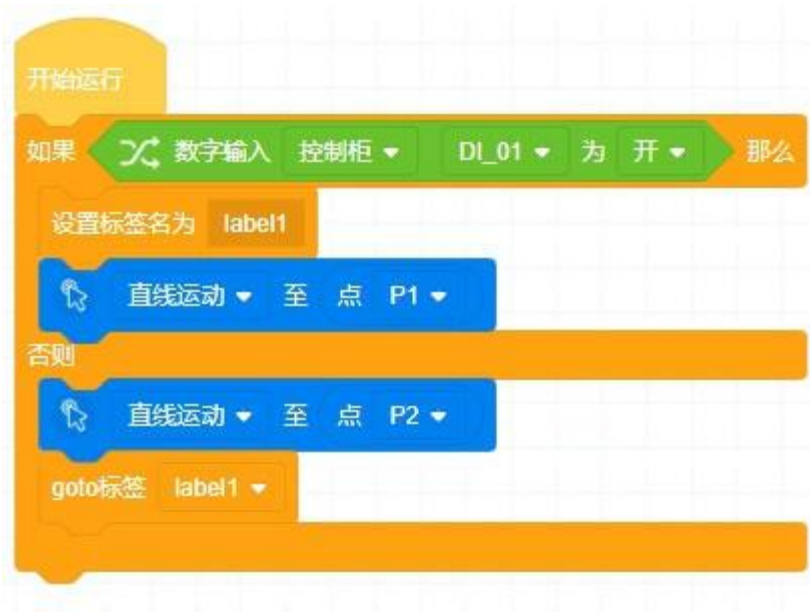 开始运行
如果 数字输入 控制柜 DI_01 为 开 那么
设置标签名为 label1
直线运动 至 点 P1
否则
直线运动 至 点 P2
goto标签 label1